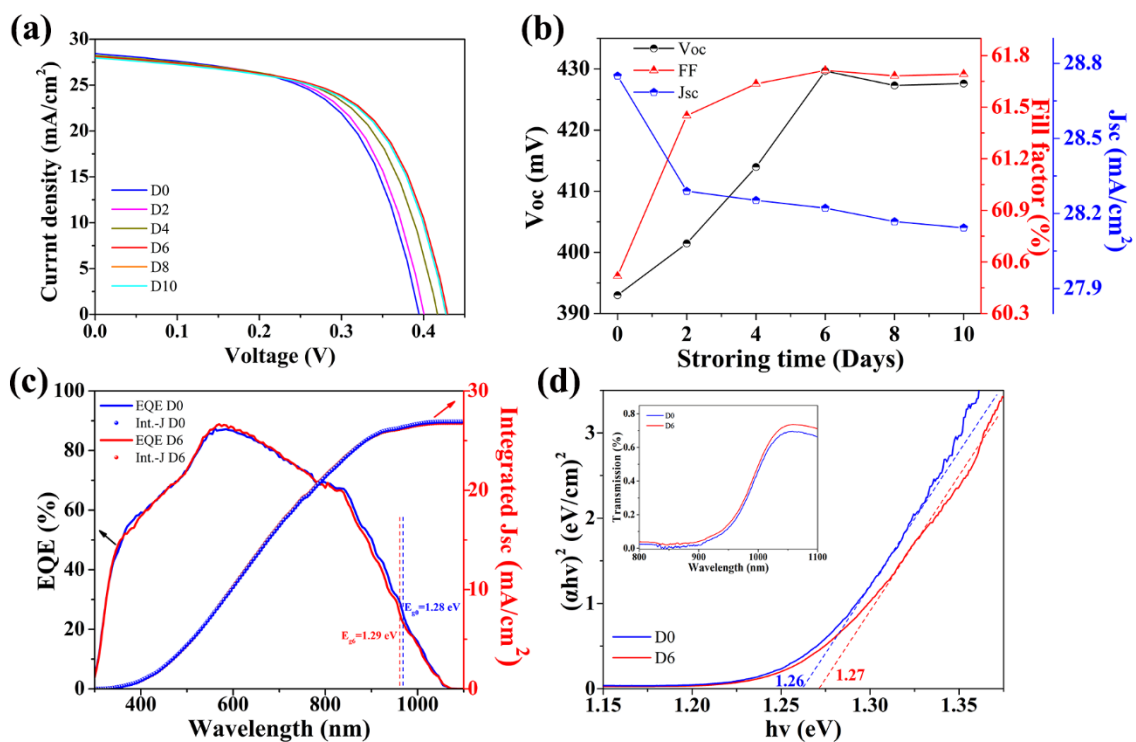 (a)
30
25
20
15
10
5
0
Currnt density (mA/cm²)
D0
D2
D4
D6
D8
D10
0.0 0.1 0.2 0.3 0.4
Voltage (V)
(b)
430
420
410
400
390
Voc (mV)
Voc
FF
Jsc
0 2 4 6 8 10
Stroring time (Days)
61.8
61.5
61.2
60.9
60.6
60.3
Fill factor (%)
28.8
28.5
28.2
27.9
Jsc (mA/cm²)
(c)
100
80
60
40
20
0
EQE (%)
EQE D0
Int.-J D0
EQE D6
Int.-J D6
Eg0=1.28 eV
Eg6=1.29 eV
400 600 800 1000
Wavelength (nm)
30
20
10
0
Integrated Jsc (mA/cm²)
(d)
3
2
1
0
(αhv)² (eV/cm)²
0.8
0.6
0.4
0.2
0.0
Transmission (%)
D0
D6
800 900 1000 1100
Wavelength (nm)
D0
D6
1.26
1.27
1.15 1.20 1.25 1.30 1.35
hv (eV)